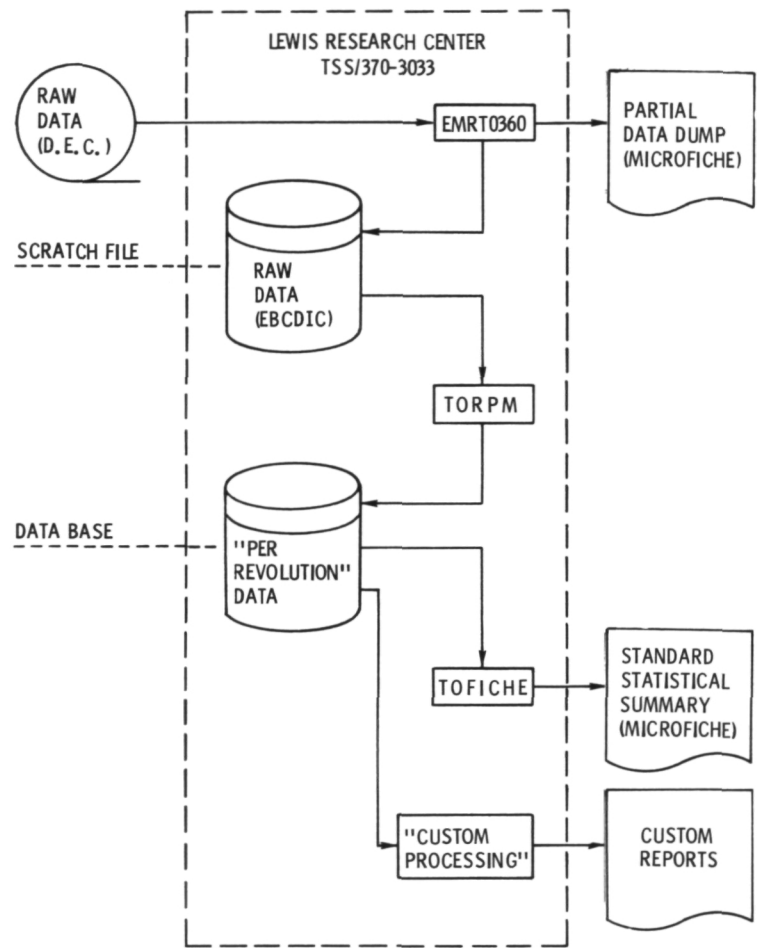 LEWIS RESEARCH CENTER
TSS/370-3033
RAW
DATA
(D.E.C.)
EMRT0360
PARTIAL
DATA DUMP
(MICROFICHE)
SCRATCH FILE
RAW
DATA
(EBCDIC)
TORPM
DATA BASE
"PER
REVOLUTION"
DATA
TOFICHE
STANDARD
STATISTICAL
SUMMARY
(MICROFICHE)
"CUSTOM
PROCESSING"
CUSTOM
REPORTS